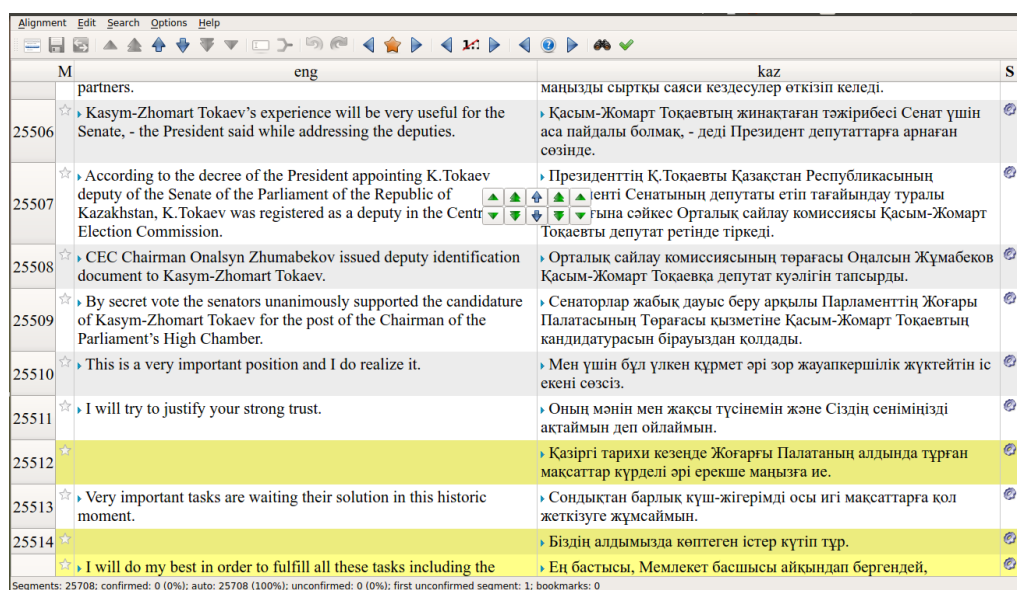 Alignment Edit Search Options Help
M eng kaz S
partners. маңызды сыртқы саяси кездесулер өткізіп келеді.
25506
Kasym-Zhomart Tokaev’s experience will be very useful for the
Senate, - the President said while addressing the deputies.
Қасым-Жомарт Тоқаевтың жинақтаған тәжірибесі Сенат үшін
аса пайдалы болмақ, - деді Президент депутаттарға арнаған
сөзінде.
25507
According to the decree of the President appointing K.Tokaev
deputy of the Senate of the Parliament of the Republic of
Kazakhstan, K.Tokaev was registered as a deputy in the Centr
Election Commission.
Президенттің Қ.Тоқаевты Қазақстан Республикасының
енті Сенатының депутаты етіп тағайындау туралы
ғына сәйкес Орталық сайлау комиссиясы Қасым-Жомарт
Тоқаевты депутат ретінде тіркеді.
25508
CEC Chairman Onalsyn Zhumabekov issued deputy identification
document to Kasym-Zhomart Tokaev.
Орталық сайлау комиссиясының төрағасы Оңалсын Жұмабеков
Қасым-Жомарт Тоқаевқа депутат куәлігін тапсырды.
25509
By secret vote the senators unanimously supported the candidature
of Kasym-Zhomart Tokaev for the post of the Chairman of the
Parliament’s High Chamber.
Сенаторлар жабық дауыс беру арқылы Парламенттің Жоғары
Палатасының Төрағасы қызметіне Қасым-Жомарт Тоқаевтың
кандидатурасын бірауыздан қолдады.
25510
This is a very important position and I do realize it.
Мен үшін бұл үлкен құрмет әрі зор жауапкершілік жүктейтін іс
екені сөзсіз.
25511
I will try to justify your strong trust.
Оның мәнін мен жақсы түсінемін және Сіздің сеніміңізді
ақтаймын деп ойлаймын.
25512
Қазіргі тарихи кезеңде Жоғарғы Палатаның алдында тұрған
мақсаттар күрделі әрі ерекше маңызға ие.
25513
Very important tasks are waiting their solution in this historic
moment.
Сондықтан барлық күш-жігерімді осы игі мақсаттарға қол
жеткізуге жұмсаймын.
25514
Біздің алдымызда көптеген істер күтіп тұр.
I will do my best in order to fulfill all these tasks including the
Ең бастысы, Мемлекет басшысы айқындап бергендей,
Segments: 25708; confirmed: 0 (0%); auto: 25708 (100%); unconfirmed: 0 (0%); first unconfirmed segment: 1; bookmarks: 0